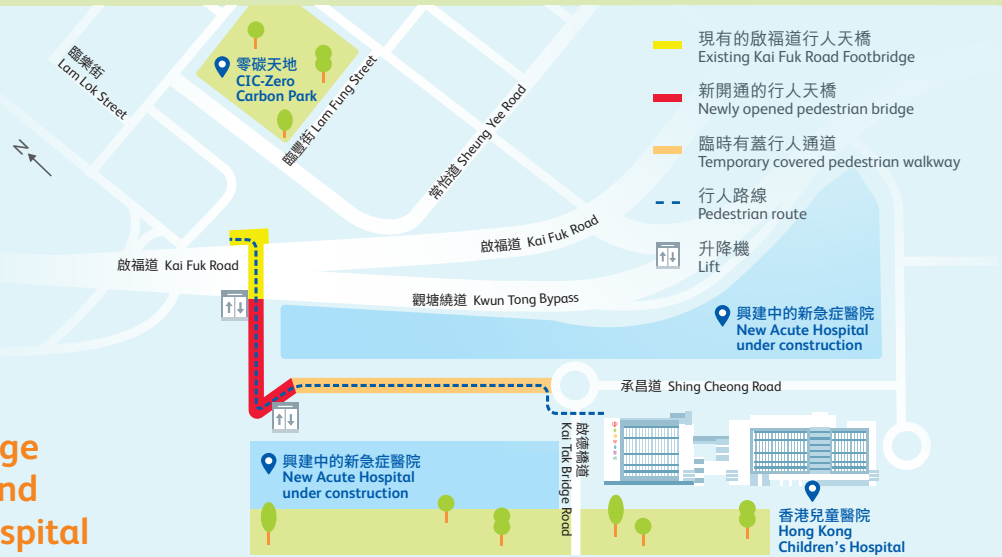 臨樂街
Lam Lok Street
零碳天地
CIC-Zero
Carbon Park
臨豐街 Lam Fung Street
常怡道 Sheung Yee Road
現有的啟福道行人天橋
Existing Kai Fuk Road Footbridge
新開通的行人天橋
Newly opened pedestrian bridge
臨時有蓋行人通道
Temporary covered pedestrian walkway
行人路線
Pedestrian route
升降機
Lift
N
啟福道 Kai Fuk Road
啟福道 Kai Fuk Road
觀塘繞道 Kwun Tong Bypass
興建中的新急症醫院
New Acute Hospital
under construction
承昌道 Shing Cheong Road
啟德橋道
Kai Tak Bridge Road
興建中的新急症醫院
New Acute Hospital
under construction
香港兒童醫院
Hong Kong
Children's Hospital
ge
nd
spital